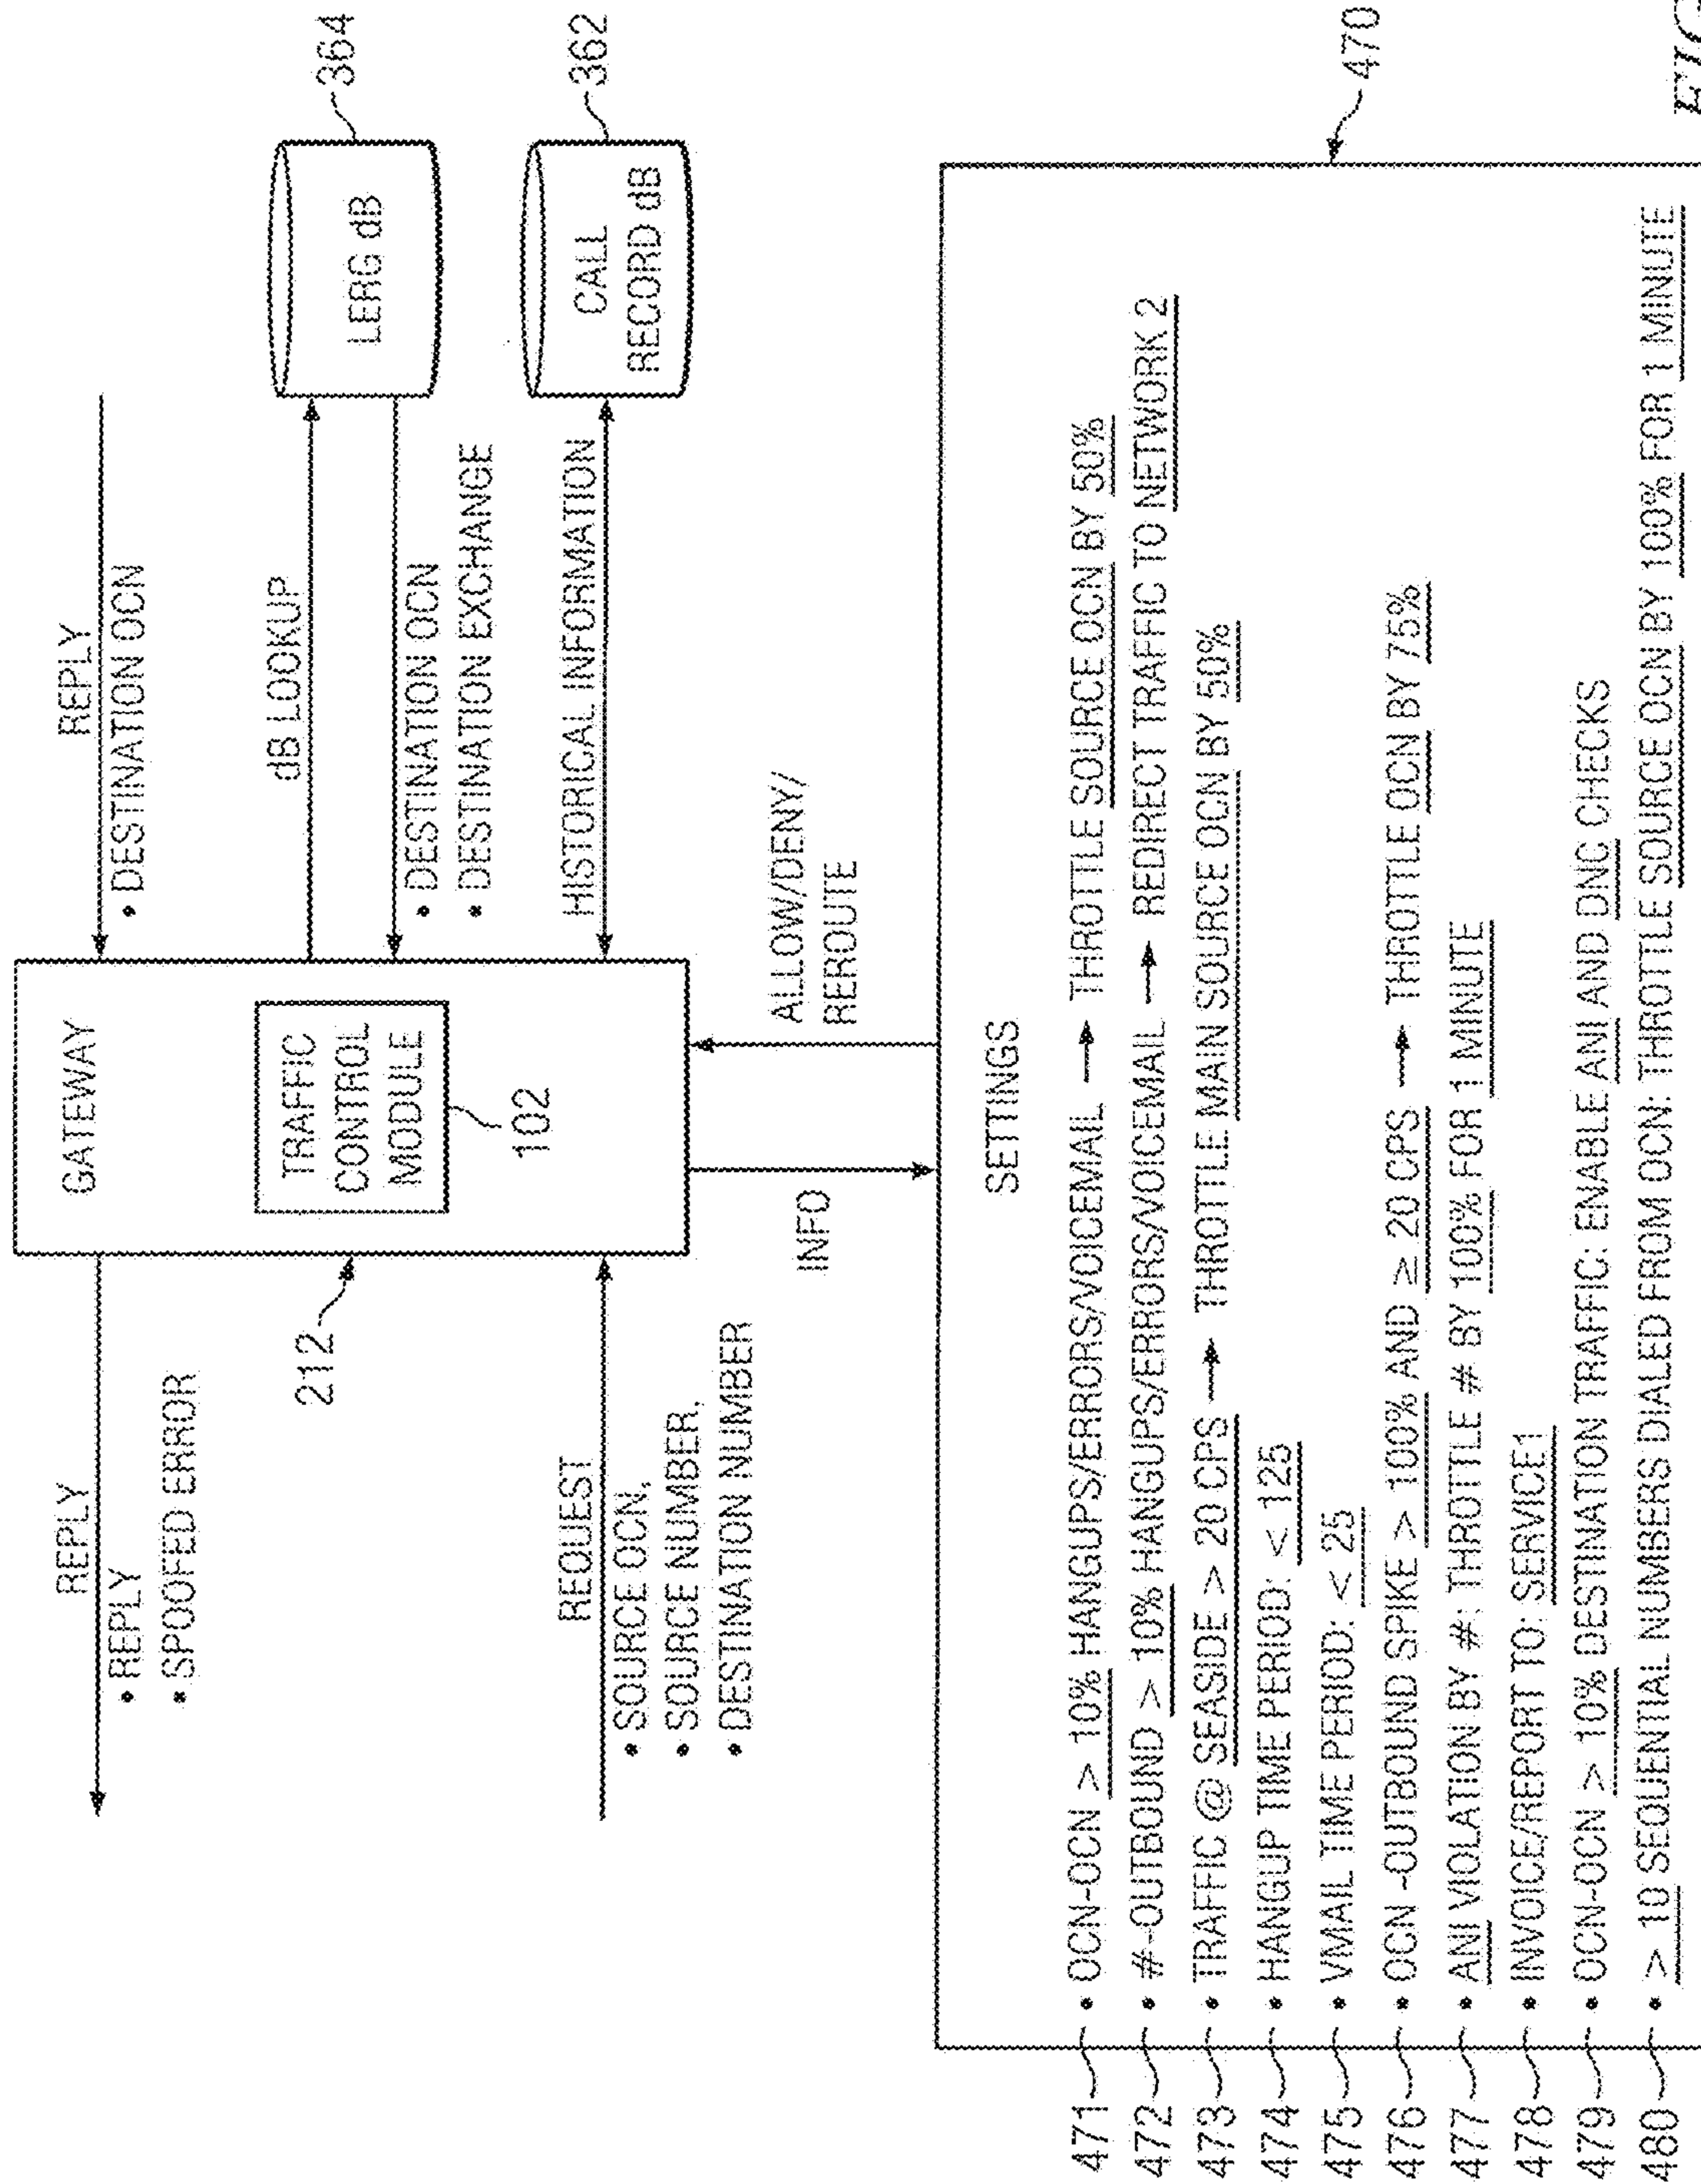 REPLY
• REPLY
• SPOOFED ERROR
212
REQUEST
• SOURCE OCN,
• SOURCE NUMBER,
• DESTINATION NUMBER
GATEWAY
TRAFFIC
CONTROL
MODULE
102
REPLY
• DESTINATION OCN
dB LOOKUP
• DESTINATION OCN
• DESTINATION EXCHANGE
HISTORICAL INFORMATION
LERG dB
364
CALL
RECORD dB
362
INFO
ALLOW/DENY/
REROUTE
SETTINGS
470
471 • OCN-OCN > 10% HANGUPS/ERRORS/VOICEMAIL → THROTTLE SOURCE OCN BY 50%
472 • #-OUTBOUND > 10% HANGUPS/ERRORS/VOICEMAIL → REDIRECT TRAFFIC TO NETWORK 2
473 • TRAFFIC @ SEASIDE > 20 CPS → THROTTLE MAIN SOURCE OCN BY 50%
474 • HANGUP TIME PERIOD: < 125
475 • VMAIL TIME PERIOD: < 25
476 • OCN -OUTBOUND SPIKE > 100% AND ≥ 20 CPS → THROTTLE OCN BY 75%
477 • ANI VIOLATION BY #: THROTTLE # BY 100% FOR 1 MINUTE
478 • INVOICE/REPORT TO: SERVICE1
479 • OCN-OCN > 10% DESTINATION TRAFFIC: ENABLE ANI AND DNC CHECKS
480 • > 10 SEQUENTIAL NUMBERS DIALED FROM OCN: THROTTLE SOURCE OCN BY 100% FOR 1 MINUTE